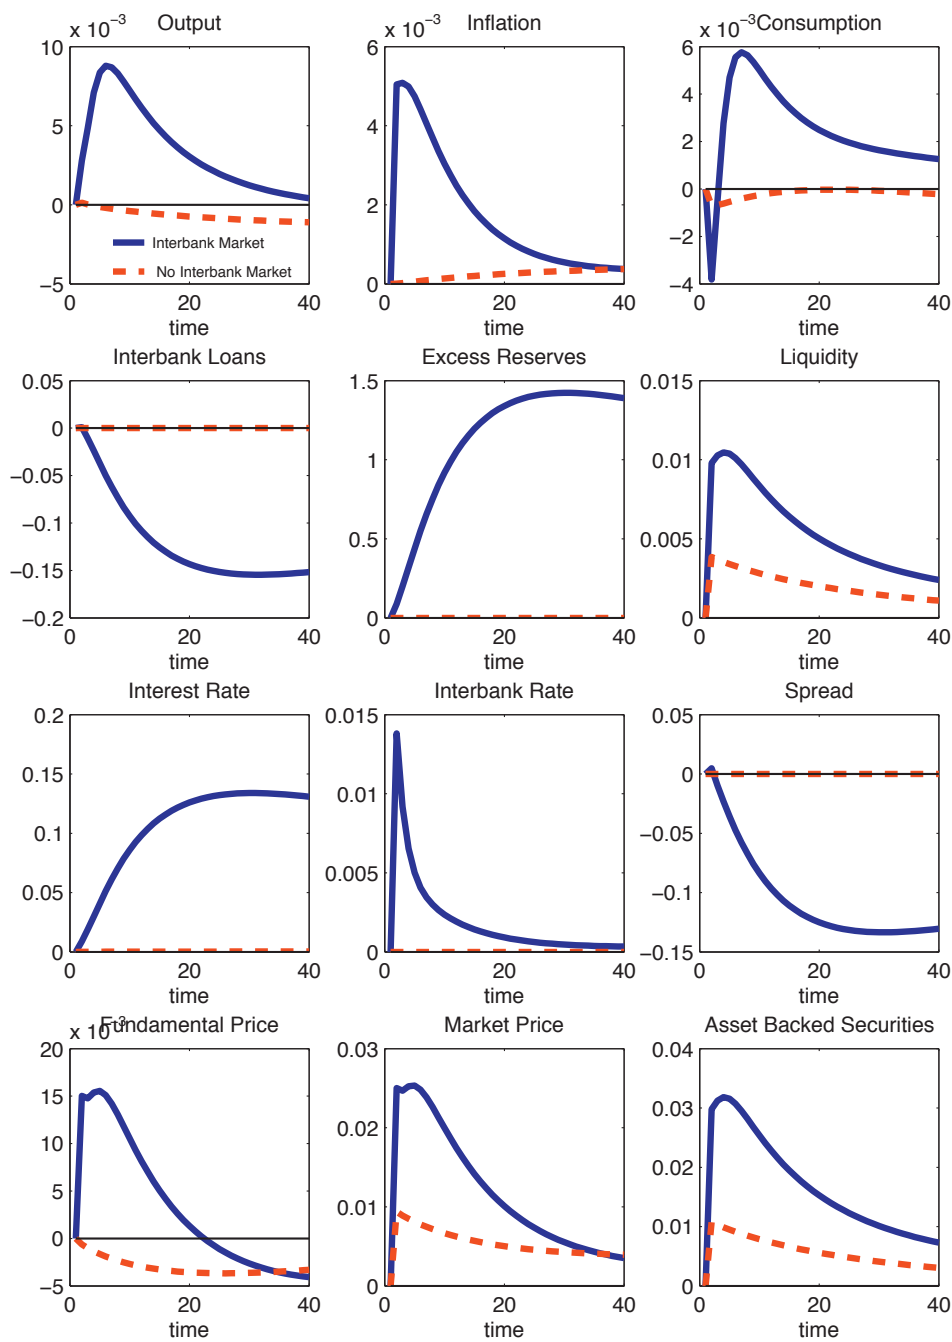 x 10⁻³ Output
10
5
0
−5
Interbank Market
No Interbank Market
0 20 40
time
Inflation
6
4
2
0
0 20 40
time
x 10⁻³
x 10⁻³ Consumption
6
4
2
0
−2
−4
0 20 40
time
Interbank Loans
0.05
0
−0.05
−0.1
−0.15
−0.2
0 20 40
time
Excess Reserves
1.5
1
0.5
0
0 20 40
time
Liquidity
0.015
0.01
0.005
0
0 20 40
time
Interest Rate
0.2
0.15
0.1
0.05
0
0 20 40
time
Interbank Rate
0.015
0.01
0.005
0
0 20 40
time
Spread
0.05
0
−0.05
−0.1
−0.15
0 20 40
time
x 10⁻³ Fundamental Price
20
15
10
5
0
−5
0 20 40
time
Market Price
0.03
0.02
0.01
0
0 20 40
time
Asset Backed Securities
0.04
0.03
0.02
0.01
0
0 20 40
time